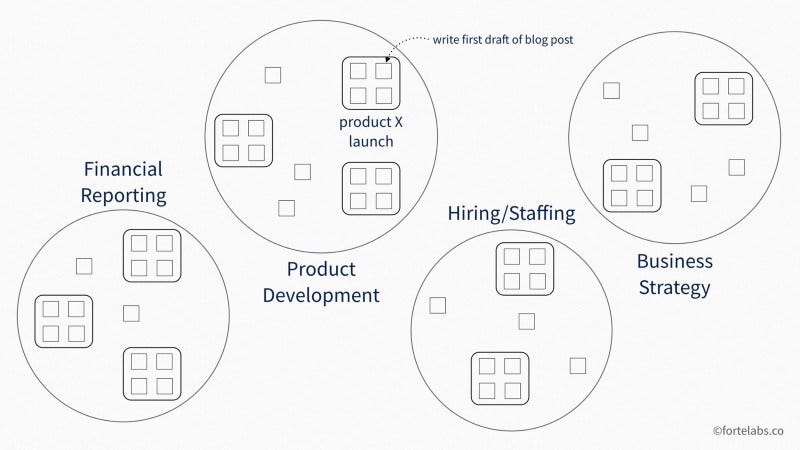 write first draft of blog post
product X
launch
Financial
Reporting
Product
Development
Hiring/Staffing
Business
Strategy
©fortelabs.co